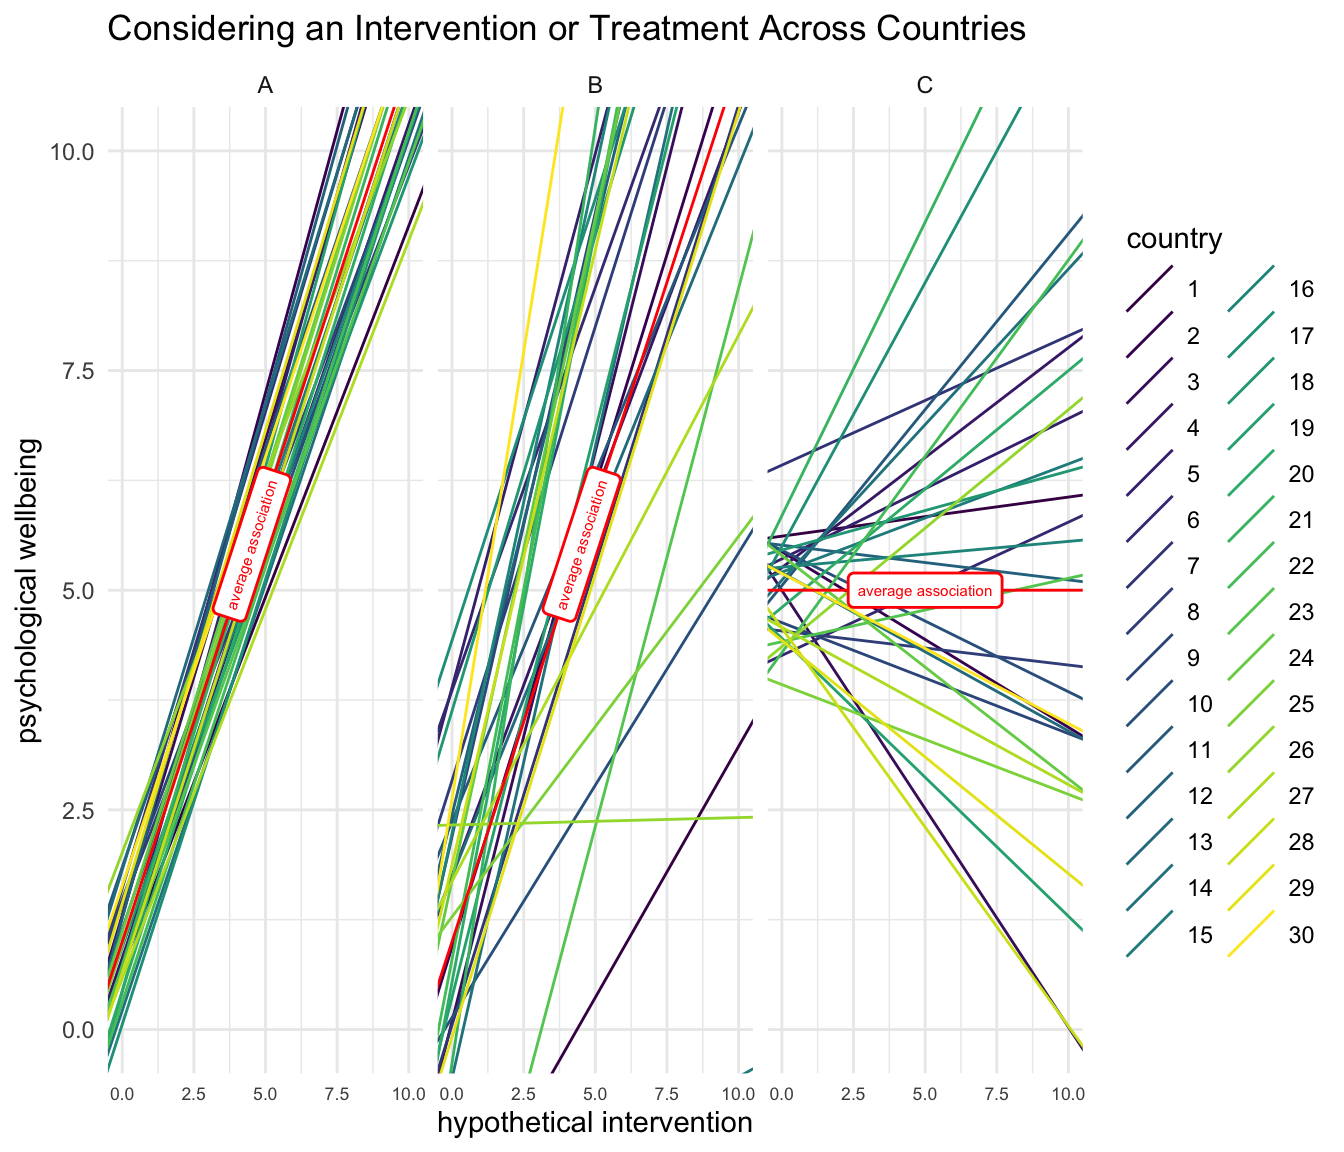 Considering an Intervention or Treatment Across Countries
A
B
C
psychological wellbeing
10.0
7.5
5.0
2.5
0.0
average association
average association
average association
0.0 2.5 5.0 7.5 10.0
0.0 2.5 5.0 7.5 10.0
0.0 2.5 5.0 7.5 10.0
hypothetical intervention
country
1
2
3
4
5
6
7
8
9
10
11
12
13
14
15
16
17
18
19
20
21
22
23
24
25
26
27
28
29
30